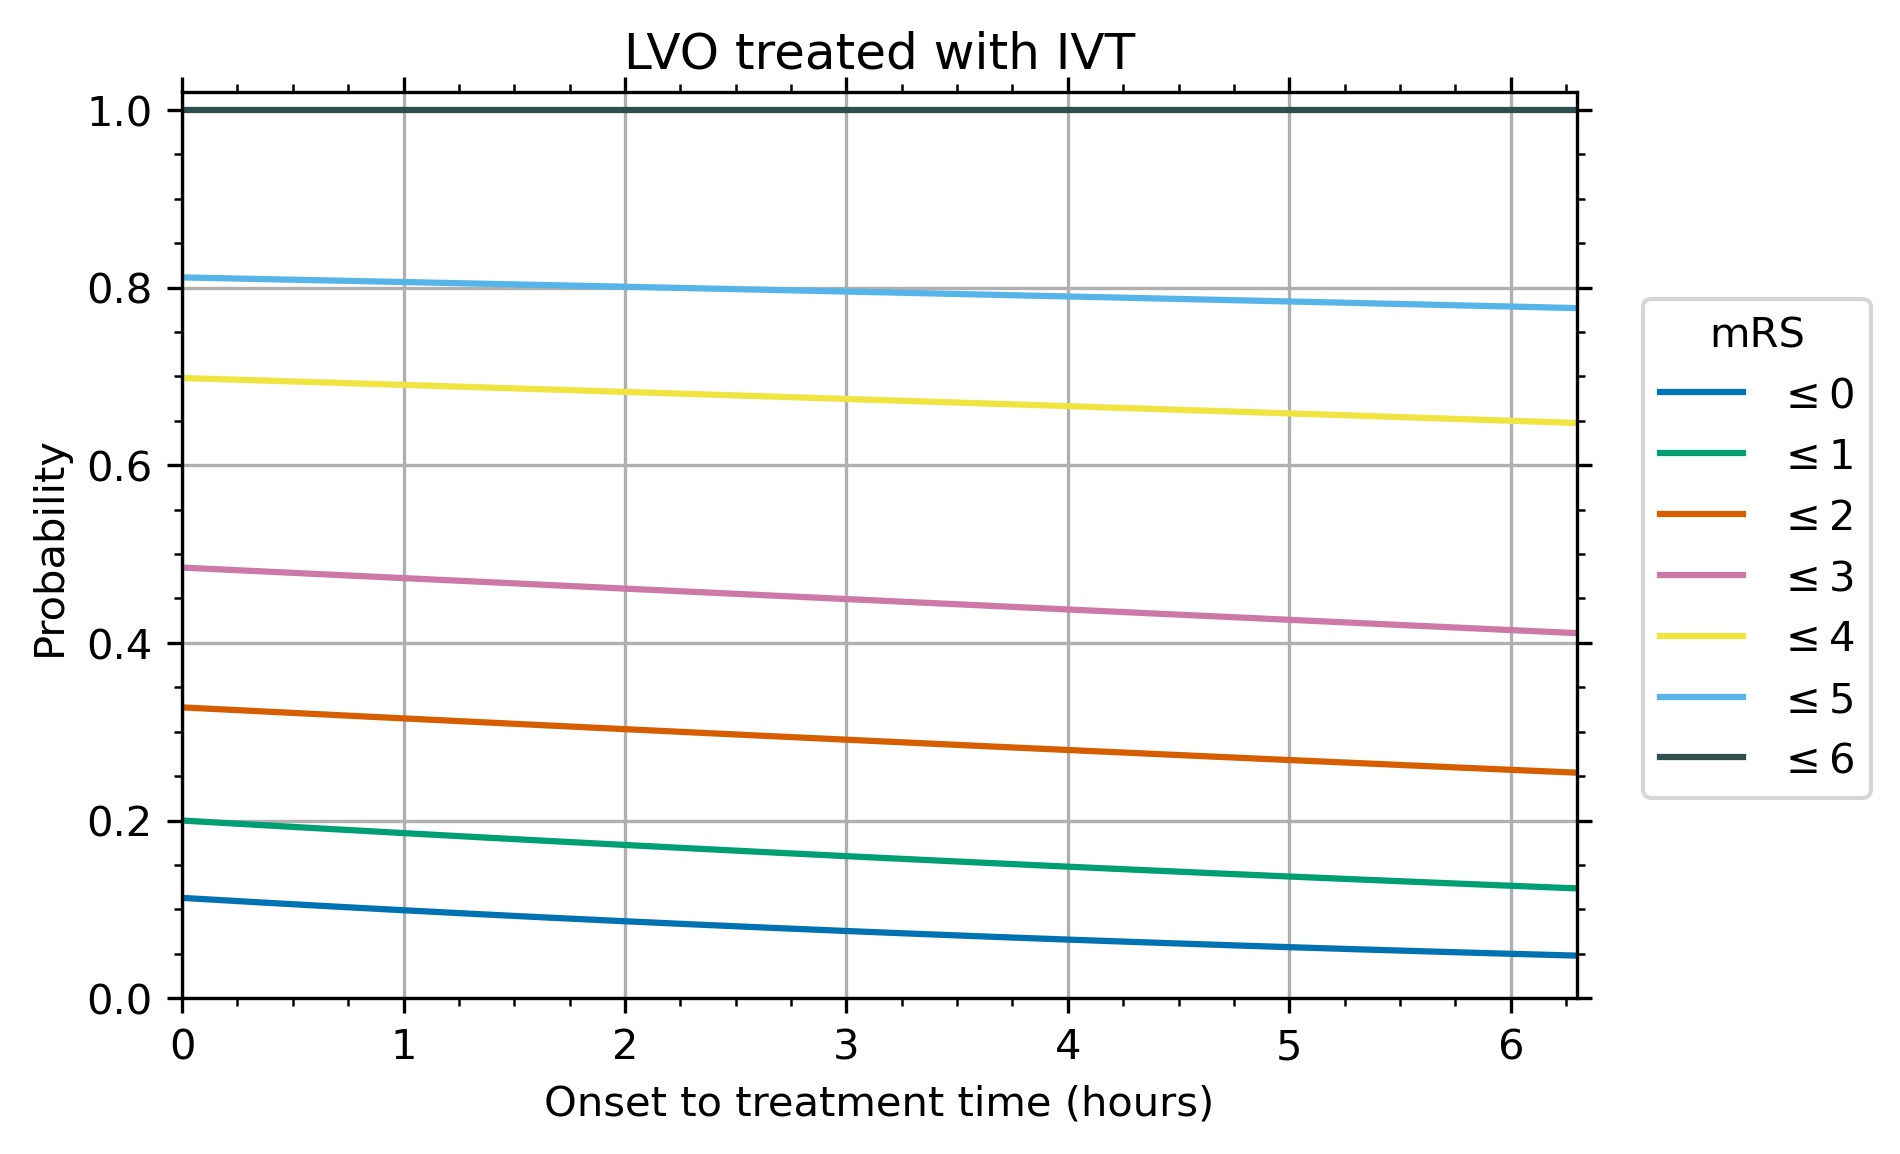 LVO treated with IVT
1.0
0.8
0.6
0.4
0.2
0.0
Probability
0 1 2 3 4 5 6
Onset to treatment time (hours)
mRS
≤ 0
≤ 1
≤ 2
≤ 3
≤ 4
≤ 5
≤ 6